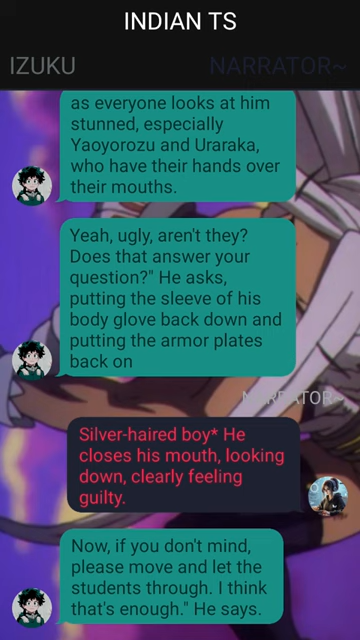 INDIAN TS
IZUKU
NARRATOR~
as everyone looks at him
stunned, especially
Yaoyorozu and Uraraka,
who have their hands over
their mouths.
Yeah, ugly, aren't they?
Does that answer your
question?" He asks,
putting the sleeve of his
body glove back down and
putting the armor plates
back on
NARRATOR~
Silver-haired boy* He
closes his mouth, looking
down, clearly feeling
guilty.
Now, if you don't mind,
please move and let the
students through. I think
that's enough." He says.